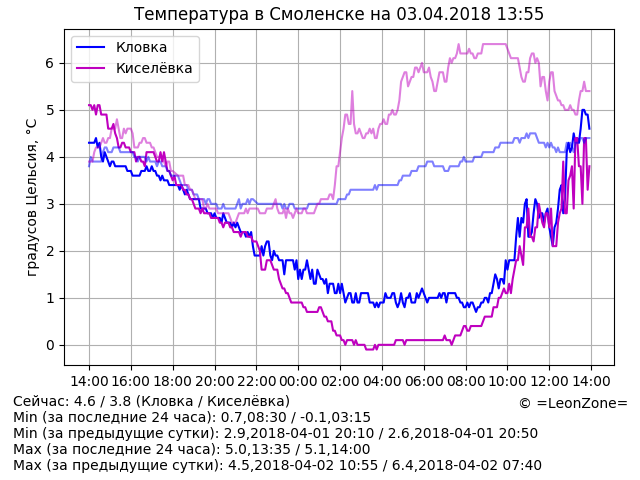 Температура в Смоленске на 03.04.2018 13:55
Кловка
Киселёвка
градусов Цельсия, °C
6
5
4
3
2
1
0
14:00 16:00 18:00 20:00 22:00 00:00 02:00 04:00 06:00 08:00 10:00 12:00 14:00
Сейчас: 4.6 / 3.8 (Кловка / Киселёвка)
© =LeonZone=
Min (за последние 24 часа): 0.7,08:30 / -0.1,03:15
Min (за предыдущие сутки): 2.9,2018-04-01 20:10 / 2.6,2018-04-01 20:50
Max (за последние 24 часа): 5.0,13:35 / 5.1,14:00
Max (за предыдущие сутки): 4.5,2018-04-02 10:55 / 6.4,2018-04-02 07:40